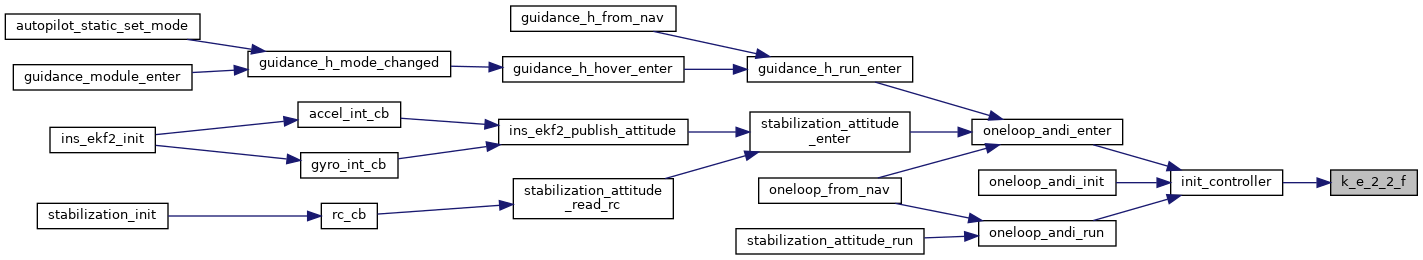 autopilot_static_set_mode
guidance_module_enter
guidance_h_mode_changed
guidance_h_from_nav
guidance_h_hover_enter
guidance_h_run_enter
ins_ekf2_init
accel_int_cb
gyro_int_cb
ins_ekf2_publish_attitude
stabilization_attitude
_enter
stabilization_init
rc_cb
stabilization_attitude
_read_rc
oneloop_from_nav
stabilization_attitude_run
oneloop_andi_enter
oneloop_andi_init
oneloop_andi_run
init_controller
k_e_2_2_f